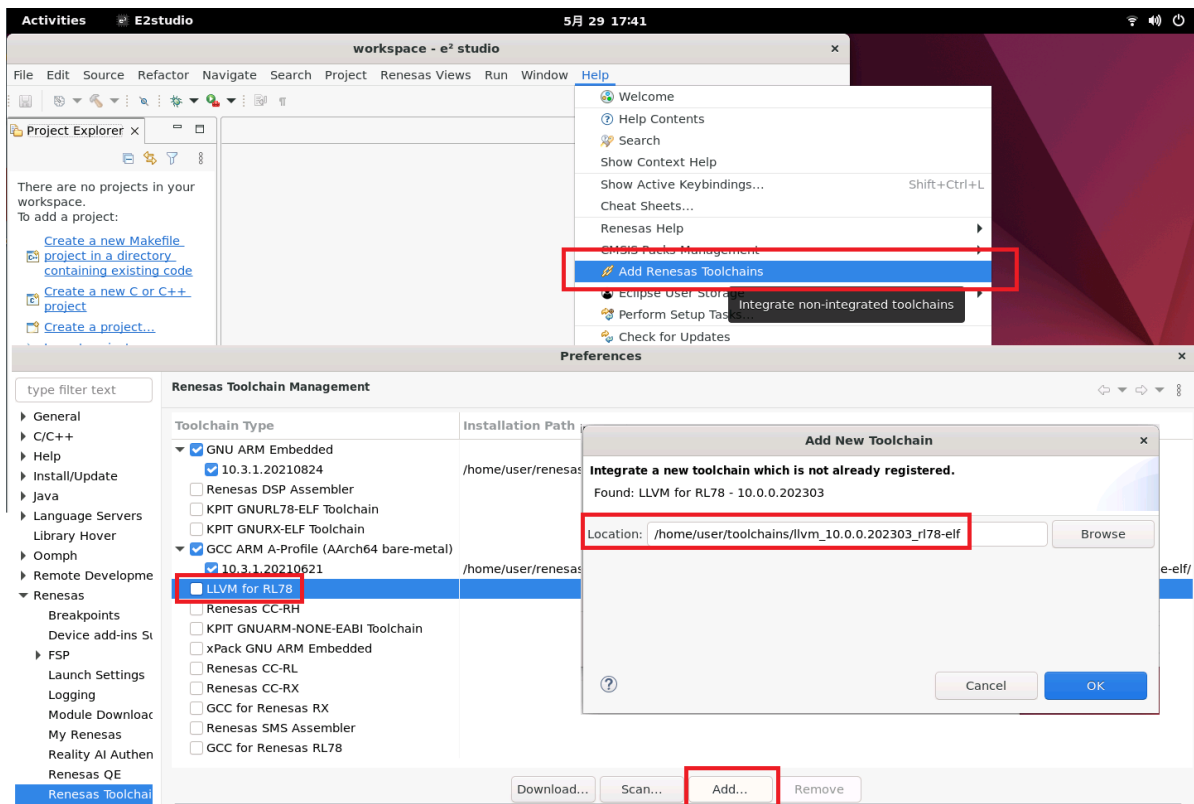 Activities E2studio 5月 29 17:41
workspace - e² studio
File Edit Source Refactor Navigate Search Project Renesas Views Run Window Help
Project Explorer
There are no projects in your
workspace.
To add a project:
Create a new Makefile
project in a directory
containing existing code
Create a new C or C++
project
Create a project...
Welcome
Help Contents
Search
Show Context Help
Show Active Keybindings... Shift+Ctrl+L
Cheat Sheets...
Renesas Help
CMSIS Packs Management
Add Renesas Toolchains
Eclipse User Storage
Integrate non-integrated toolchains
Perform Setup Tasks...
Check for Updates
Preferences
type filter text
General
C/C++
Help
Install/Update
Java
Language Servers
Library Hover
Oomph
Remote Developme
Renesas
Breakpoints
Device add-ins Su
FSP
Launch Settings
Logging
Module Download
My Renesas
Reality AI Authen
Renesas QE
Renesas Toolchai
Renesas Toolchain Management
Toolchain Type Installation Path
GNU ARM Embedded
10.3.1.20210824 /home/user/renesas
Renesas DSP Assembler
KPIT GNURL78-ELF Toolchain
KPIT GNURX-ELF Toolchain
GCC ARM A-Profile (AArch64 bare-metal)
10.3.1.20210621 /home/user/renesas e-elf/
LLVM for RL78
Renesas CC-RH
KPIT GNUARM-NONE-EABI Toolchain
xPack GNU ARM Embedded
Renesas CC-RL
Renesas CC-RX
GCC for Renesas RX
Renesas SMS Assembler
GCC for Renesas RL78
Add New Toolchain
Integrate a new toolchain which is not already registered.
Found: LLVM for RL78 - 10.0.0.202303
Location: /home/user/toolchains/llvm_10.0.0.202303_rl78-elf Browse
Cancel OK
Download... Scan... Add... Remove